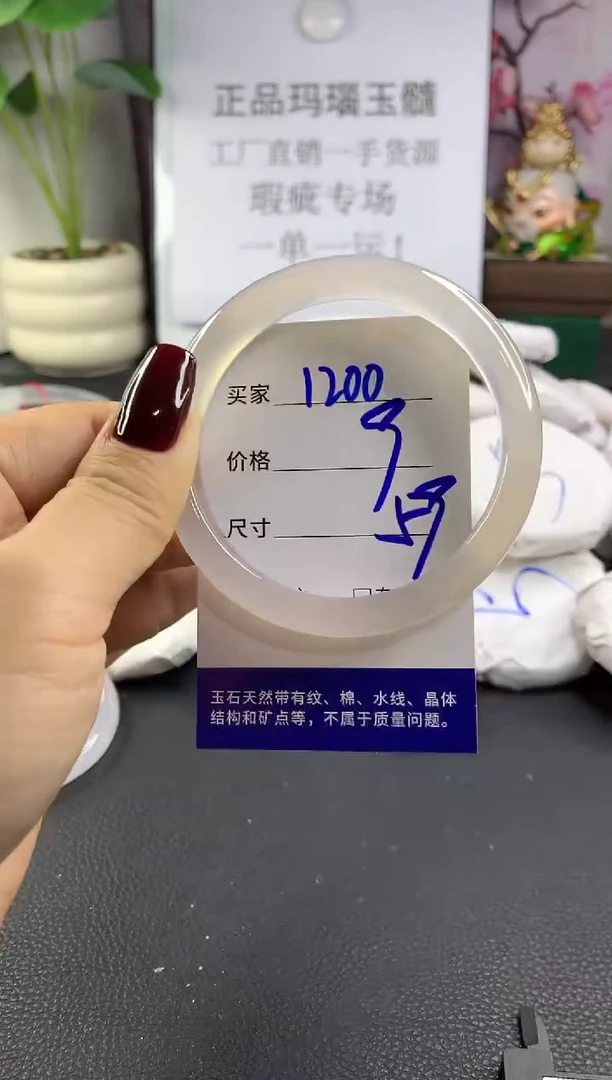 正品玛瑙玉髓
工厂直销一手货源
瑕疵专场
一单一运!
买家 1200
价格
尺寸
玉石天然带有纹、棉、水线、晶体
结构和矿点等，不属于质量问题。